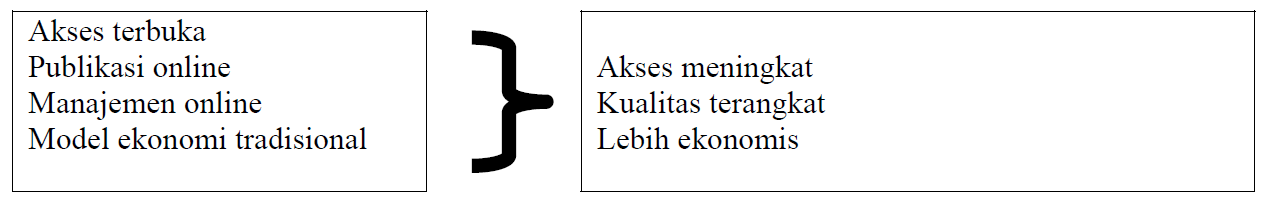 Akses terbuka
Publikasi online
Manajemen online
Model ekonomi tradisional
Akses meningkat
Kualitas terangkat
Lebih ekonomis